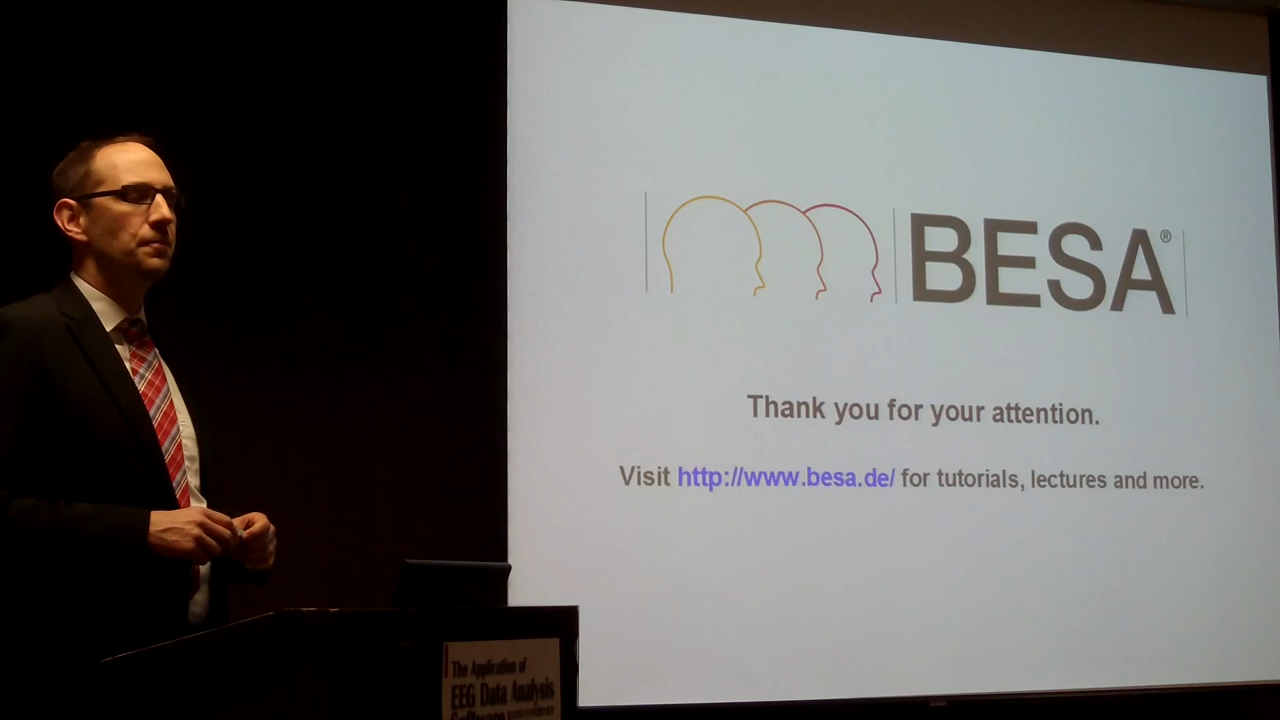 BESA®
Thank you for your attention.
Visit http://www.besa.de/ for tutorials, lectures and more.
The Application of
EEG Data Analysis
Software